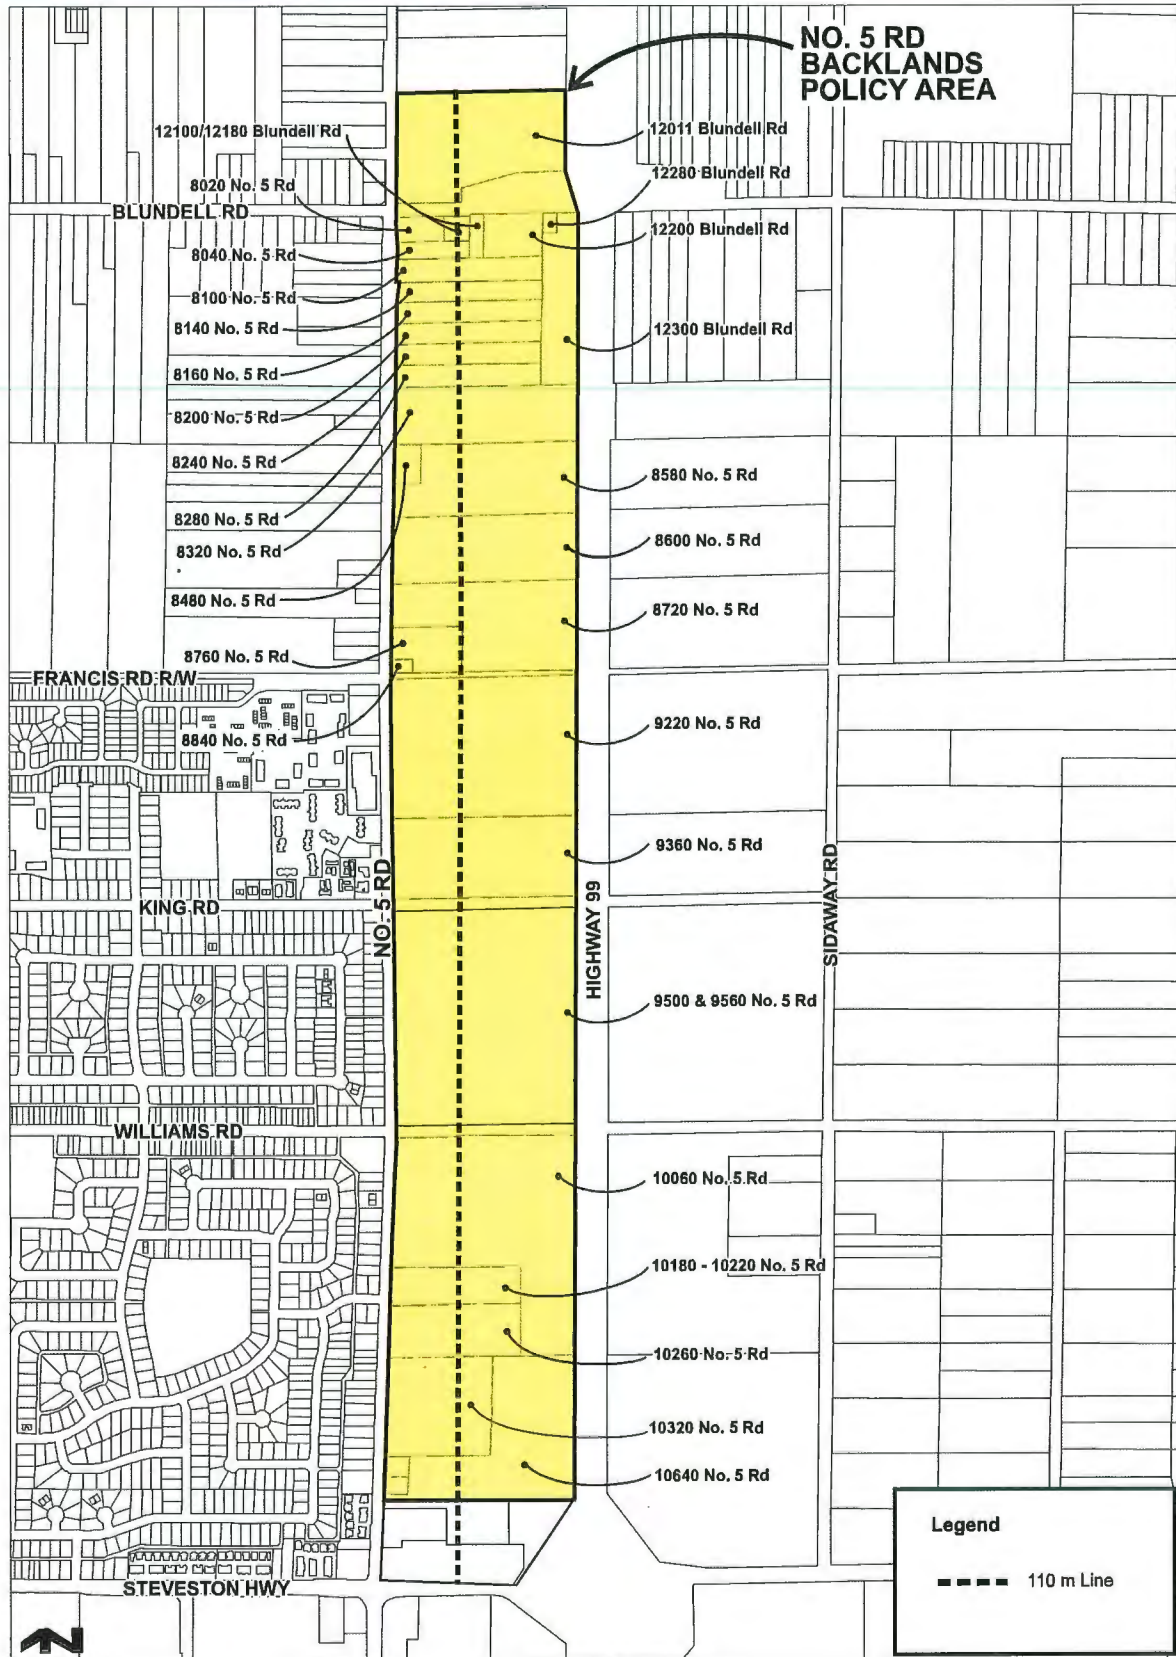 NO. 5 RD
BACKLANDS
POLICY AREA
12100/12180 Blundell Rd
12011 Blundell Rd
8020 No. 5 Rd
12280 Blundell Rd
BLUNDELL RD
8040 No. 5 Rd
12200 Blundell Rd
8100 No. 5 Rd
8140 No. 5 Rd
12300 Blundell Rd
8160 No. 5 Rd
8200 No. 5 Rd
8240 No. 5 Rd
8580 No. 5 Rd
8280 No. 5 Rd
8320 No. 5 Rd
8600 No. 5 Rd
8480 No. 5 Rd
8720 No. 5 Rd
8760 No. 5 Rd
FRANCIS RD R/W
8840 No. 5 Rd
9220 No. 5 Rd
9360 No. 5 Rd
KING RD
NO. 5 RD
HIGHWAY 99
SIDAWAY RD
9500 & 9560 No. 5 Rd
WILLIAMS RD
10060 No. 5 Rd
10180 - 10220 No. 5 Rd
10260 No. 5 Rd
10320 No. 5 Rd
10640 No. 5 Rd
STEVESTON HWY
Legend
110 m Line
Z